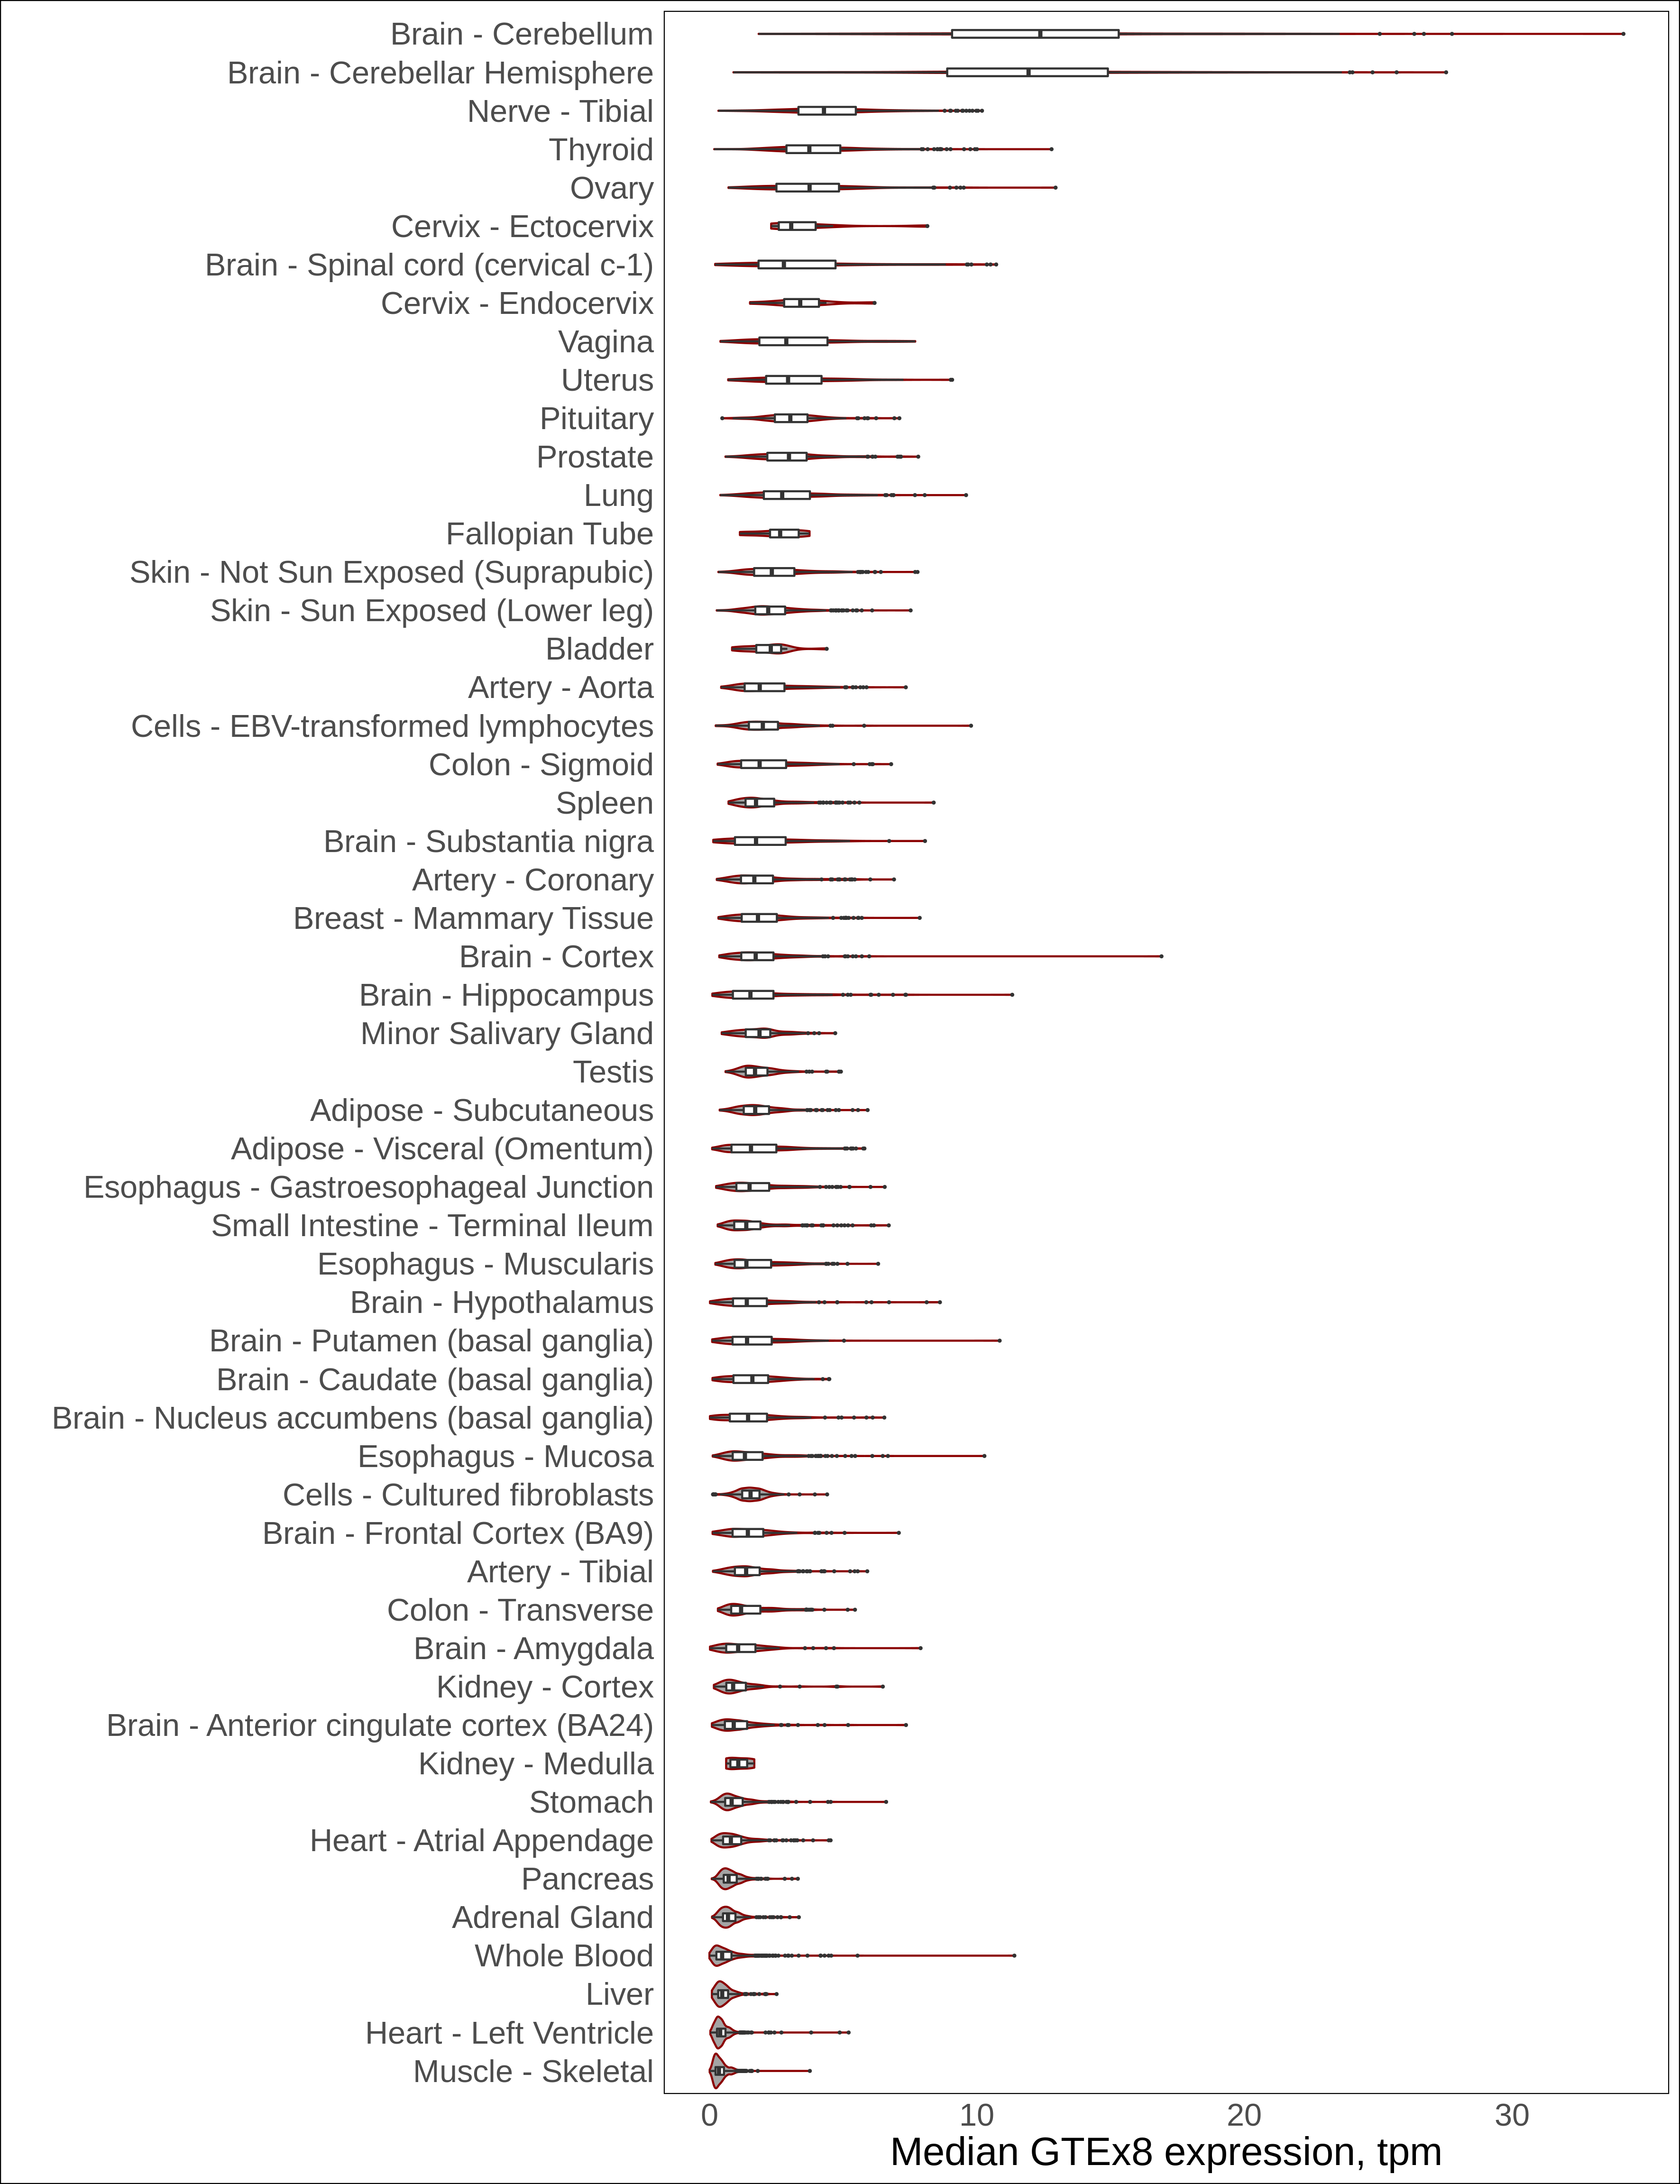 Brain - Cerebellum
Brain - Cerebellar Hemisphere
Nerve - Tibial
Thyroid
Ovary
Cervix - Ectocervix
Brain - Spinal cord (cervical c-1)
Cervix - Endocervix
Vagina
Uterus
Pituitary
Prostate
Lung
Fallopian Tube
Skin - Not Sun Exposed (Suprapubic)
Skin - Sun Exposed (Lower leg)
Bladder
Artery - Aorta
Cells - EBV-transformed lymphocytes
Colon - Sigmoid
Spleen
Brain - Substantia nigra
Artery - Coronary
Breast - Mammary Tissue
Brain - Cortex
Brain - Hippocampus
Minor Salivary Gland
Testis
Adipose - Subcutaneous
Adipose - Visceral (Omentum)
Esophagus - Gastroesophageal Junction
Small Intestine - Terminal Ileum
Esophagus - Muscularis
Brain - Hypothalamus
Brain - Putamen (basal ganglia)
Brain - Caudate (basal ganglia)
Brain - Nucleus accumbens (basal ganglia)
Esophagus - Mucosa
Cells - Cultured fibroblasts
Brain - Frontal Cortex (BA9)
Artery - Tibial
Colon - Transverse
Brain - Amygdala
Kidney - Cortex
Brain - Anterior cingulate cortex (BA24)
Kidney - Medulla
Stomach
Heart - Atrial Appendage
Pancreas
Adrenal Gland
Whole Blood
Liver
Heart - Left Ventricle
Muscle - Skeletal
0 10 20 30
Median GTEx8 expression, tpm